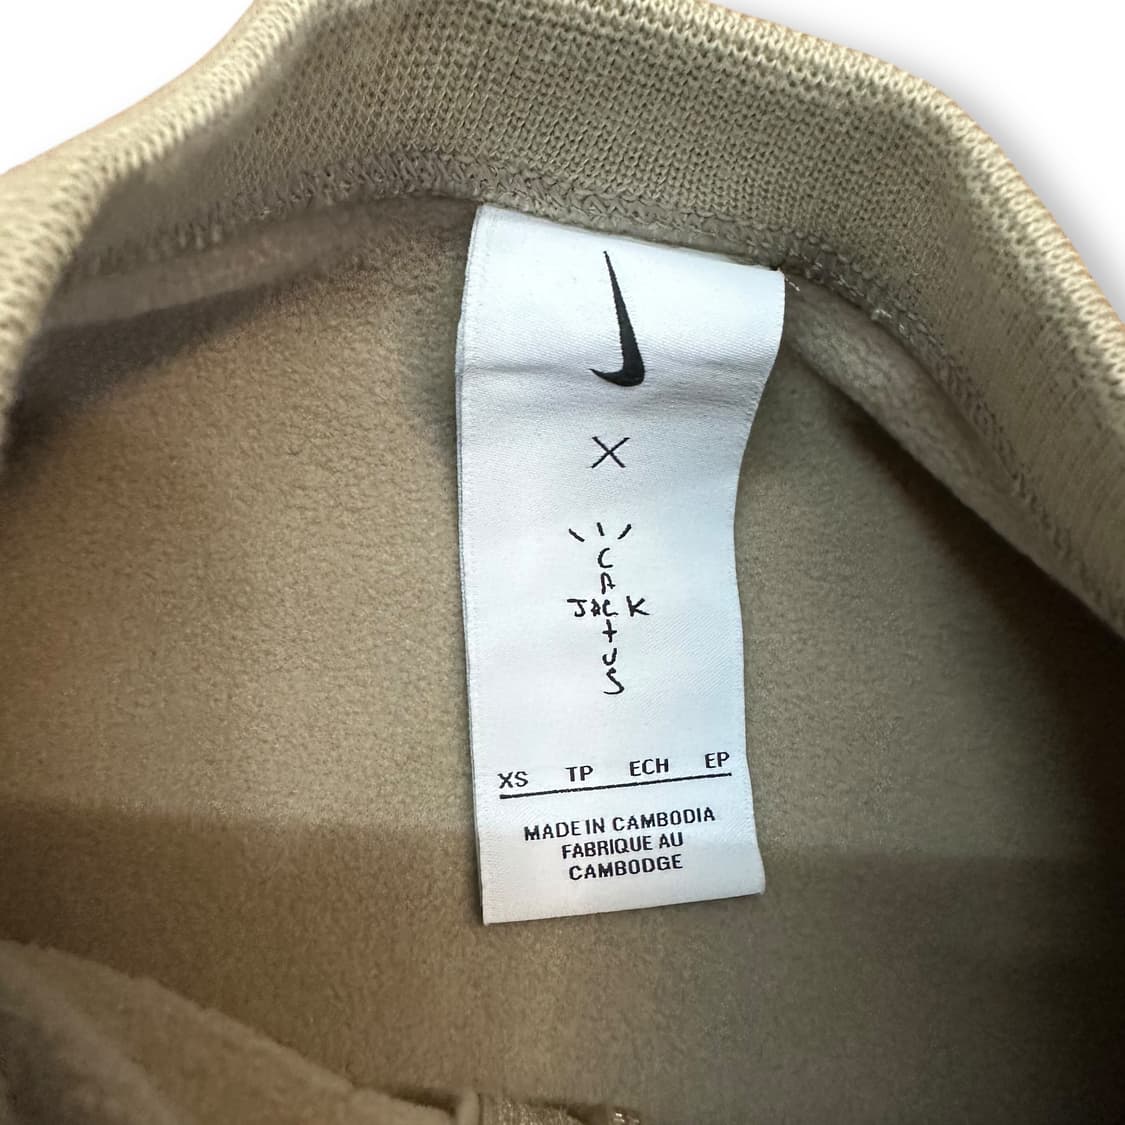 X
CACTUS
JACK
XS TP ECH EP
MADE IN CAMBODIA
FABRIQUE AU
CAMBODGE